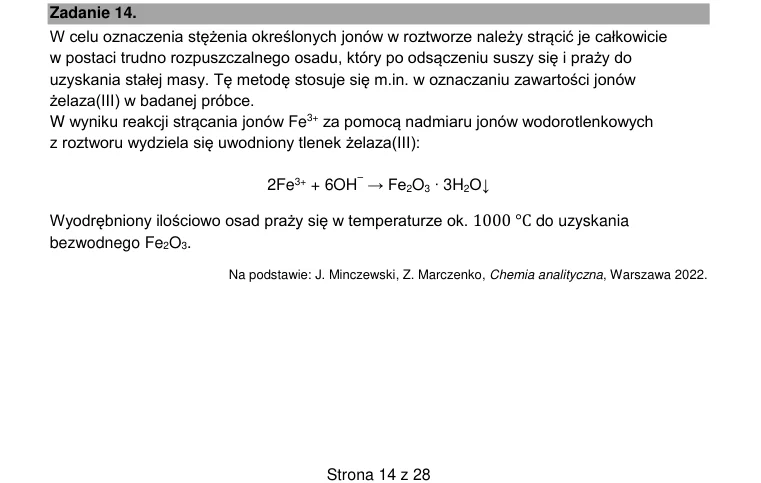 Zadanie 14.
W celu oznaczenia stężenia określonych jonów w roztworze należy strącić je całkowicie
w postaci trudno rozpuszczalnego osadu, który po odsączeniu suszy się i praży do
uzyskania stałej masy. Tę metodę stosuje się m.in. w oznaczaniu zawartości jonów
żelaza(III) w badanej próbce.
W wyniku reakcji strącania jonów Fe³⁺ za pomocą nadmiaru jonów wodorotlenkowych
z roztworu wydziela się uwodniony tlenek żelaza(III):
2Fe³⁺ + 6OH⁻ → Fe₂O₃ · 3H₂O↓
Wyodrębniony ilościowo osad praży się w temperaturze ok. 1000 °C do uzyskania
bezwodnego Fe₂O₃.
Na podstawie: J. Minczewski, Z. Marczenko, Chemia analityczna, Warszawa 2022.
Strona 14 z 28